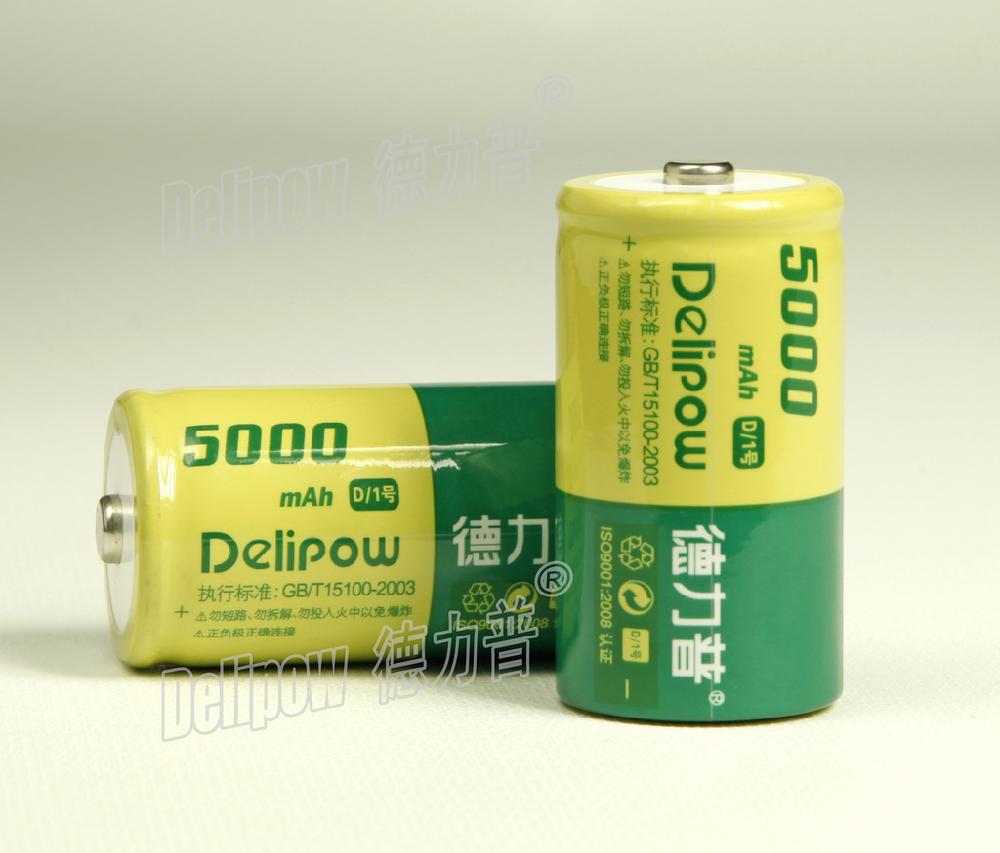 Delipow 德力普®
5000
mAh D/1号
Delipow
执行标准: GB/T15100-2003
+ ⚠勿短路、勿拆解、勿投入火中以免爆炸
⚠正负极正确连接
德力
ISO9001:2008
5000
mAh D/1号
Delipow
执行标准: GB/T15100-2003
+ ⚠勿短路、勿拆解、勿投入火中以免爆炸
⚠正负极正确连接
德力普®
D/1号 —
ISO9001:2008 认证
Delipow 德力普®